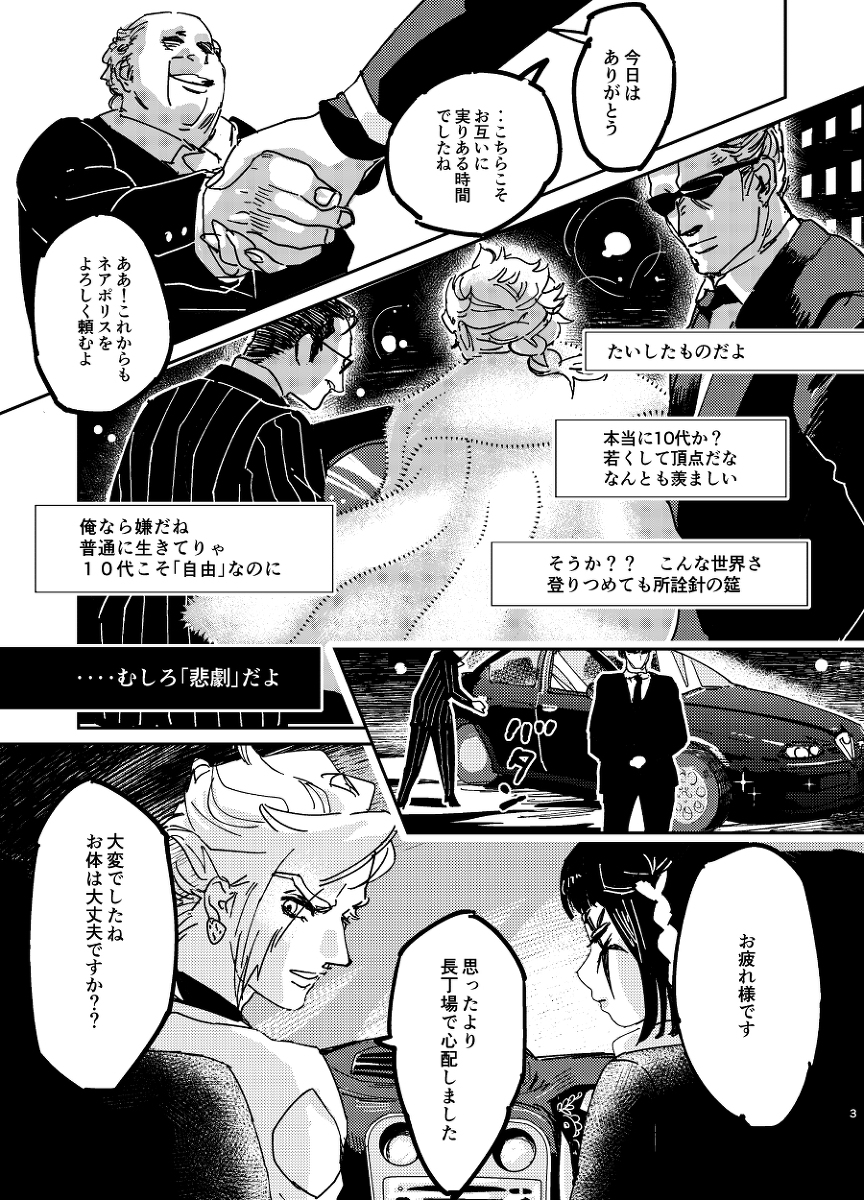 今日は
ありがとう
‥こちらこそ
お互いに
実りある時間
でしたね
ああ！これからも
ネアポリスを
よろしく頼むよ
たいしたものだよ
本当に10代か？
若くして頂点だな
なんとも羨ましい
俺なら嫌だね
普通に生きてりゃ
１０代こそ「自由」なのに
そうか？？　こんな世界さ
登りつめても所詮針の筵
‥‥むしろ「悲劇」だよ
バタン
お疲れ様です
思ったより
長丁場で心配しました
大変でしたね
お体は大丈夫ですか？？
3